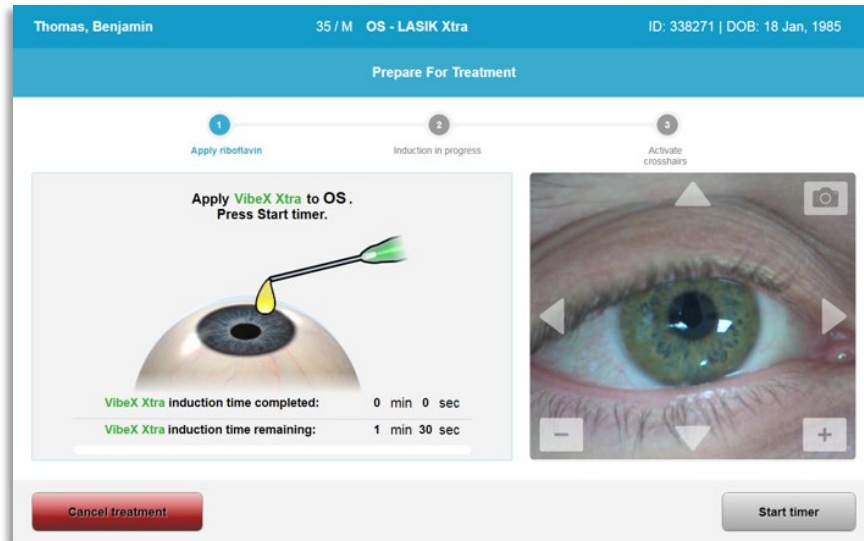 Thomas, Benjamin 35 / M OS - LASIK Xtra ID: 338271 | DOB: 18 Jan, 1985
Prepare For Treatment
1 2 3
Apply riboflavin Induction in progress Activate
crosshairs
Apply VibeX Xtra to OS.
Press Start timer.
VibeX Xtra induction time completed: 0 min 0 sec
VibeX Xtra induction time remaining: 1 min 30 sec
Cancel treatment Start timer